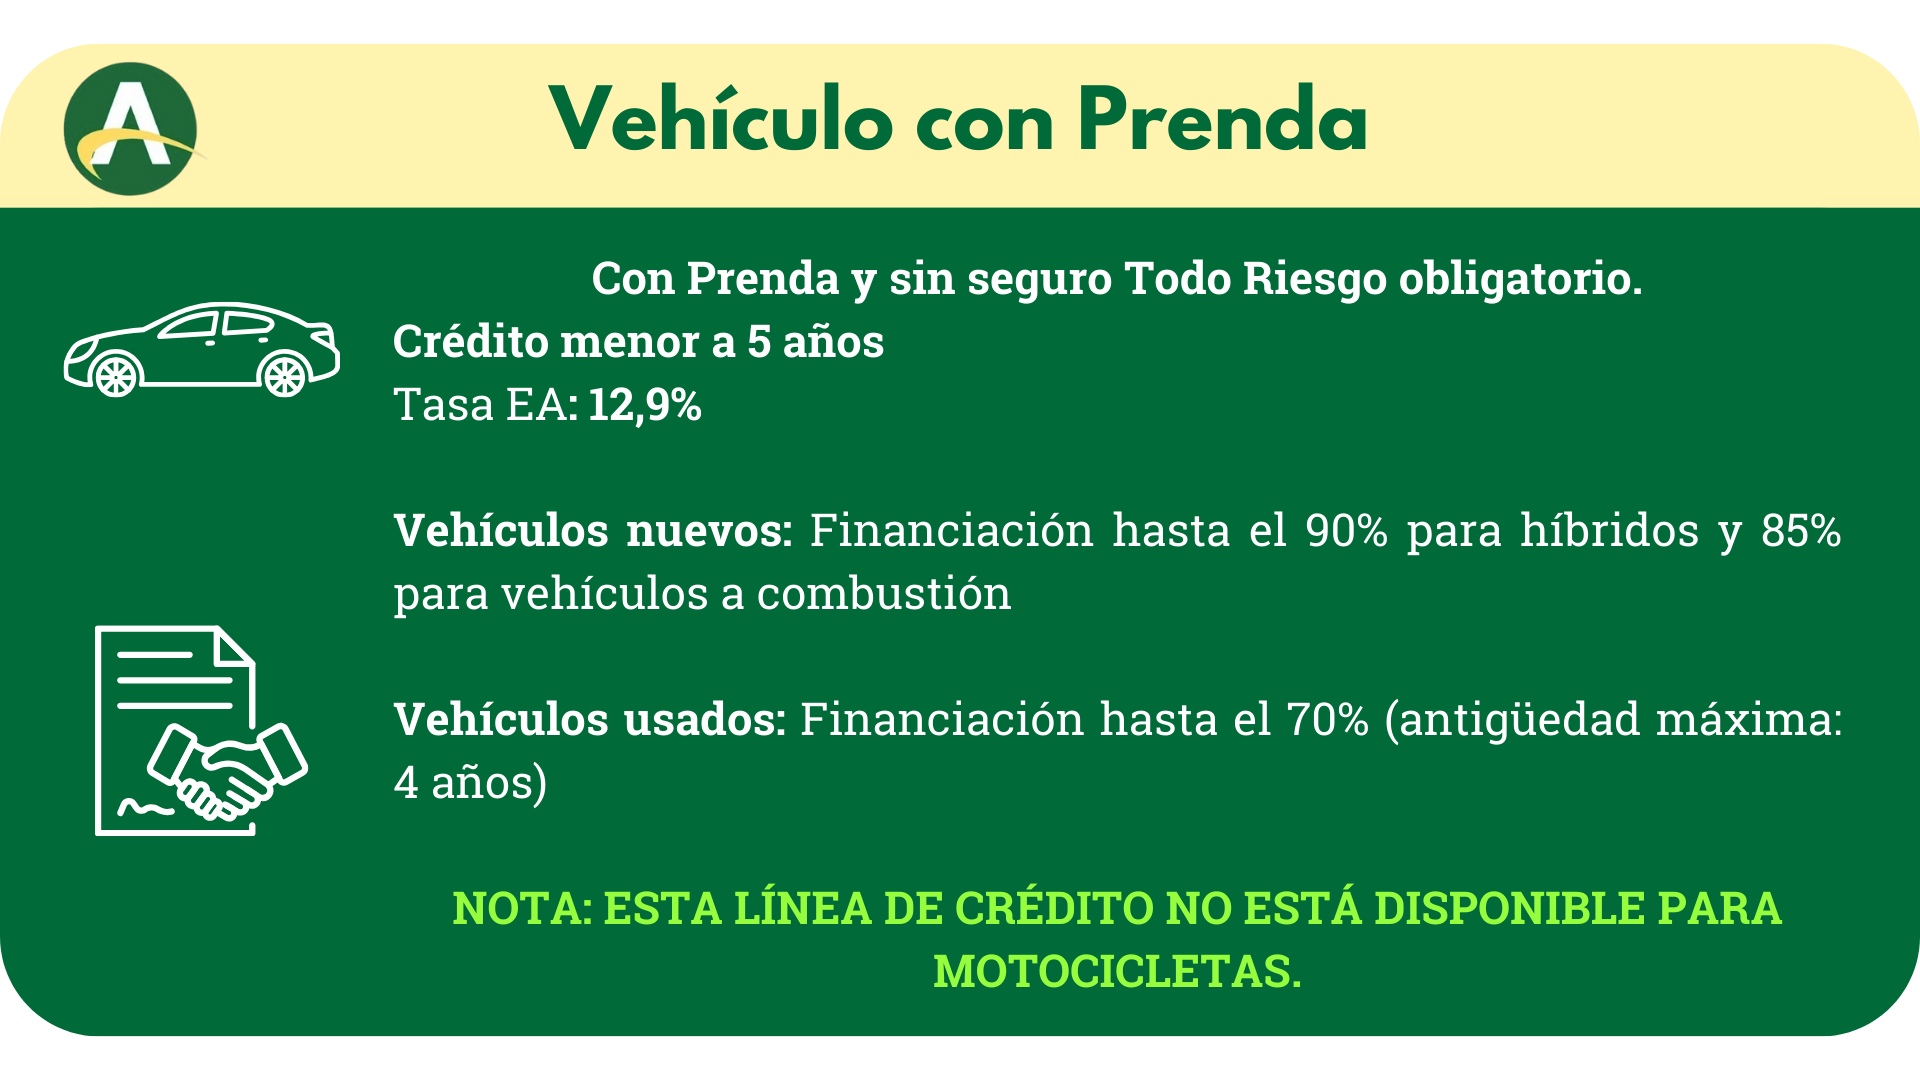 A
Vehículo con Prenda
Con Prenda y sin seguro Todo Riesgo obligatorio.
Crédito menor a 5 años
Tasa EA: 12,9%
Vehículos nuevos: Financiación hasta el 90% para híbridos y 85%
para vehículos a combustión
Vehículos usados: Financiación hasta el 70% (antigüedad máxima:
4 años)
NOTA: ESTA LÍNEA DE CRÉDITO NO ESTÁ DISPONIBLE PARA
MOTOCICLETAS.